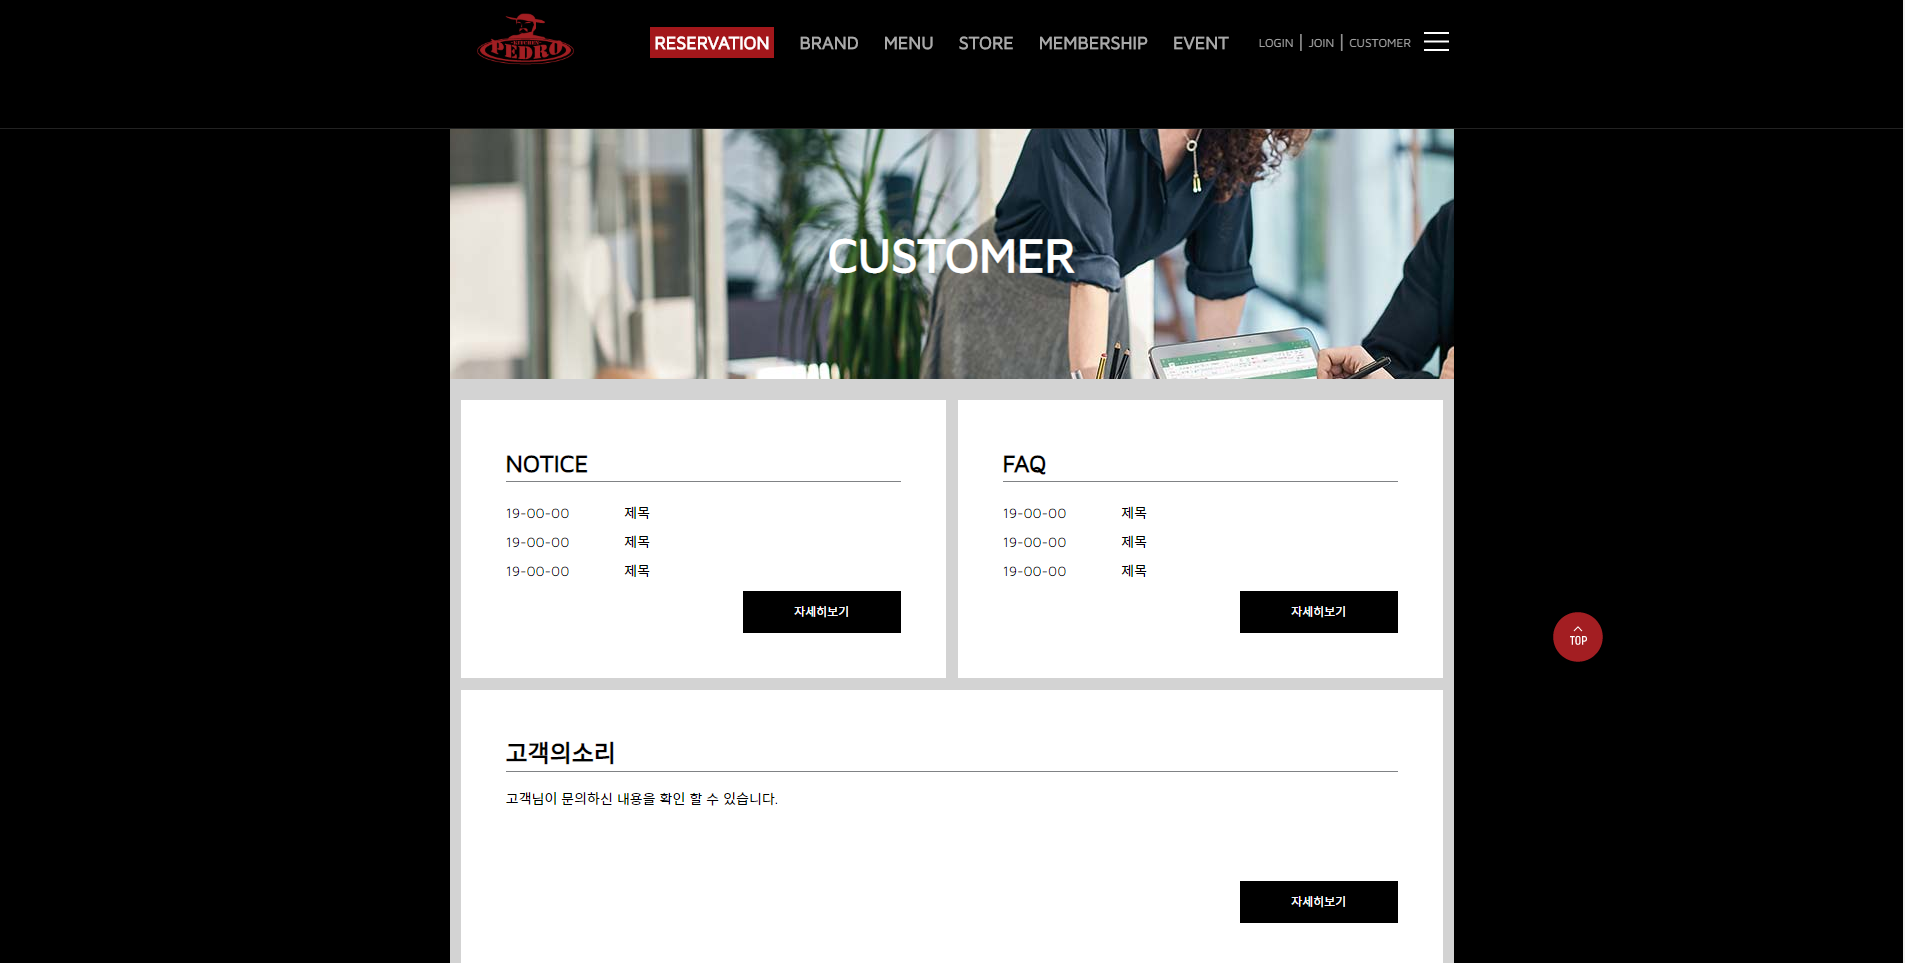 KITCHEN
PEDRO
RESERVATION BRAND MENU STORE MEMBERSHIP EVENT LOGIN | JOIN | CUSTOMER
CUSTOMER
NOTICE
19-00-00 제목
19-00-00 제목
19-00-00 제목
자세히보기
FAQ
19-00-00 제목
19-00-00 제목
19-00-00 제목
자세히보기
TOP
고객의소리
고객님이 문의하신 내용을 확인 할 수 있습니다.
자세히보기